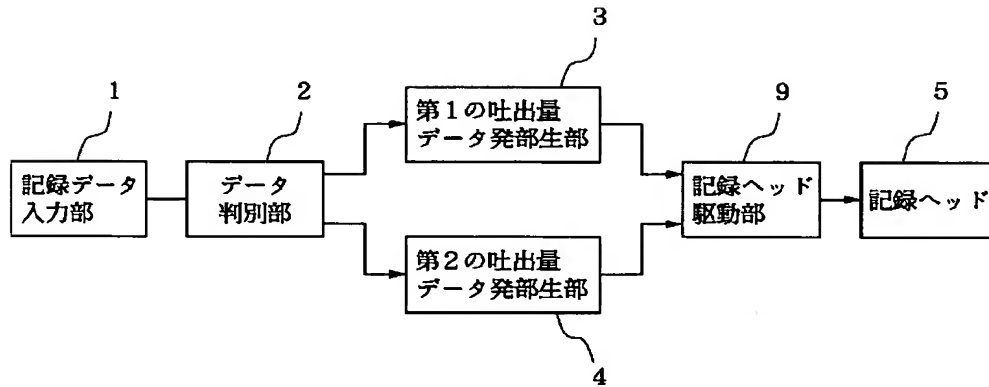 3
1
2
9
5
第1の吐出量
データ発部生部
記録データ
入力部
データ
判別部
記録ヘッド
駆動部
記録ヘッド
第2の吐出量
データ発部生部
4